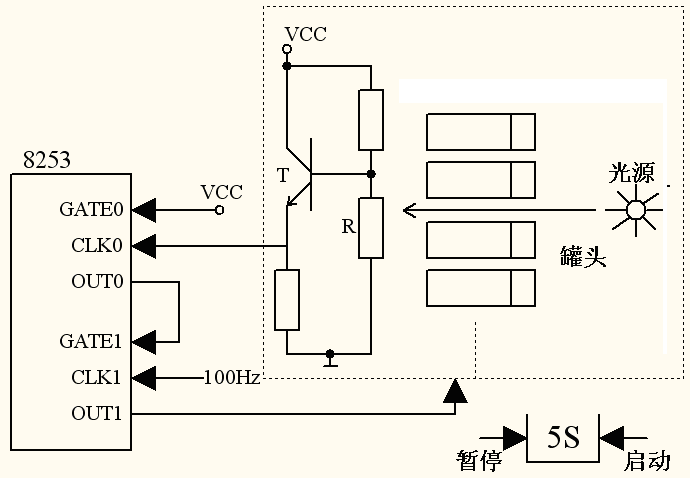 VCC
8253
T
光源
VCC
GATE0
R
CLK0
罐头
OUT0
GATE1
CLK1
100Hz
OUT1
5S
暂停
启动